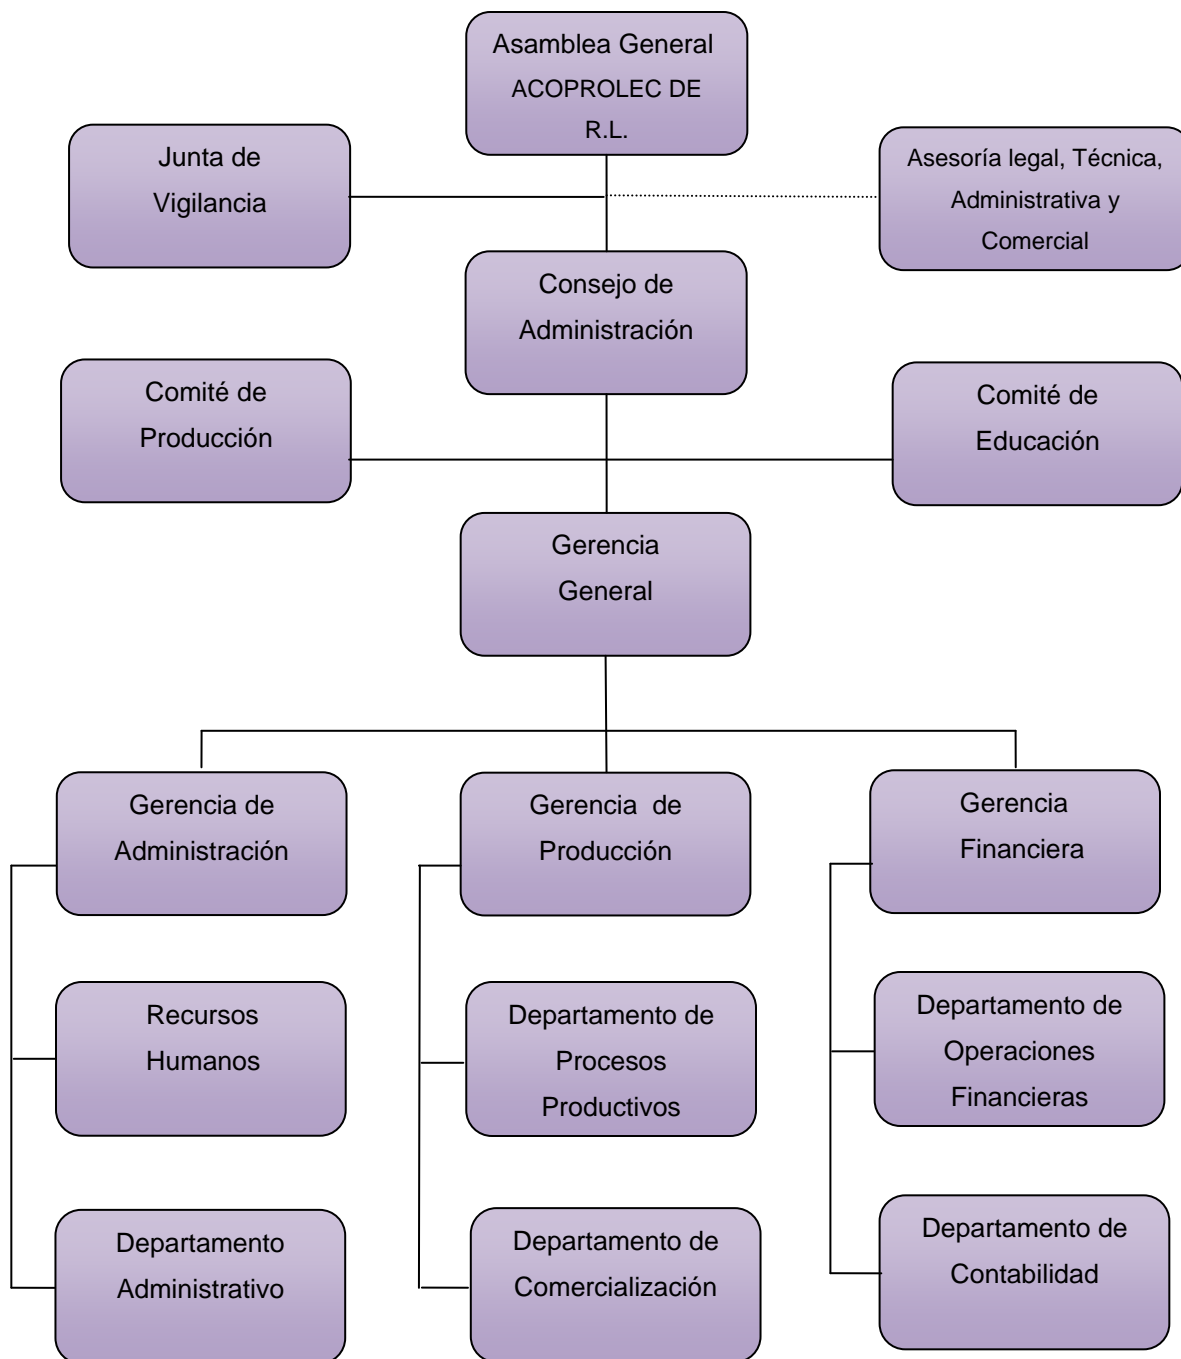 Asamblea General
ACOPROLEC DE
R.L.
Junta de
Vigilancia
Asesoría legal, Técnica,
Administrativa y
Comercial
Consejo de
Administración
Comité de
Producción
Comité de
Educación
Gerencia
General
Gerencia de
Administración
Gerencia de
Producción
Gerencia
Financiera
Recursos
Humanos
Departamento de
Procesos
Productivos
Departamento de
Operaciones
Financieras
Departamento
Administrativo
Departamento de
Comercialización
Departamento de
Contabilidad